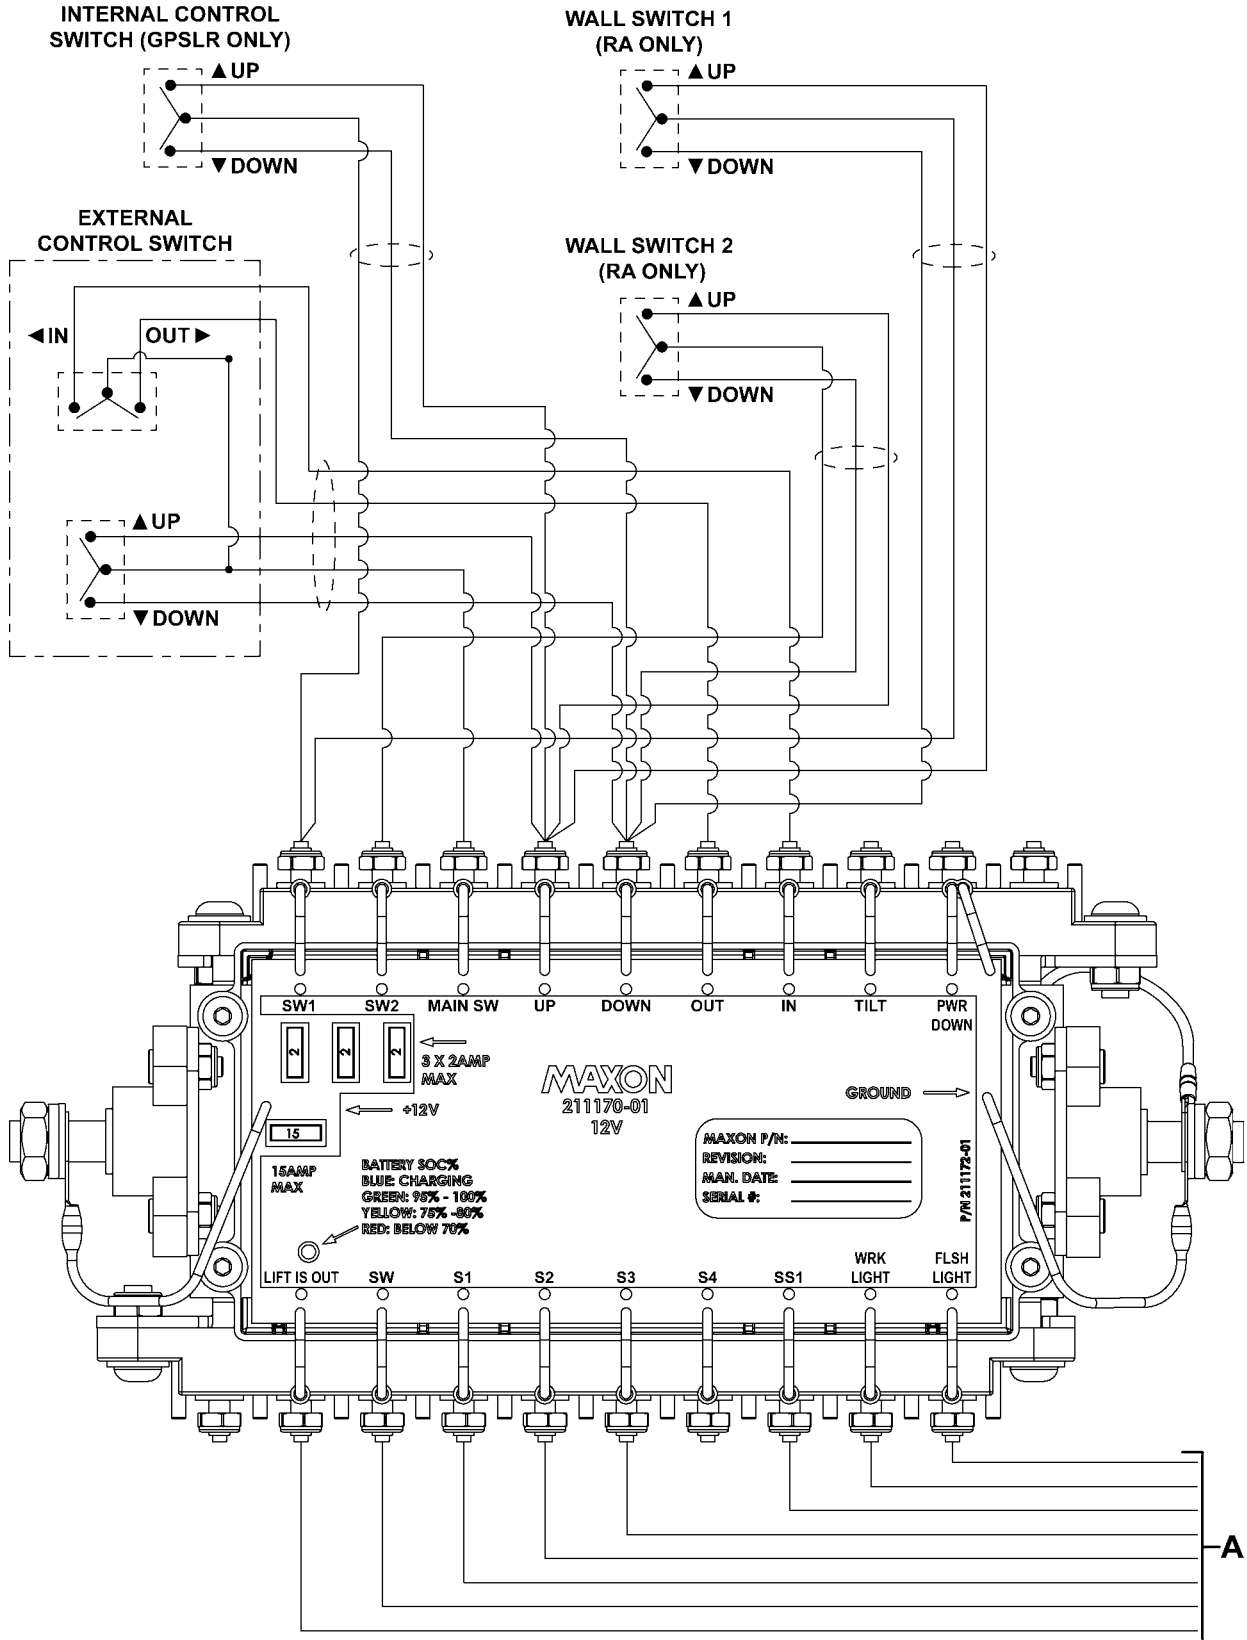 INTERNAL CONTROL
SWITCH (GPSLR ONLY)
▲UP
▼DOWN
WALL SWITCH 1
(RA ONLY)
▲UP
▼DOWN
EXTERNAL
CONTROL SWITCH
◄IN
OUT►
▲UP
▼DOWN
WALL SWITCH 2
(RA ONLY)
▲UP
▼DOWN
SW1
SW2
MAIN SW
UP
DOWN
OUT
IN
TILT
PWR
DOWN
2
2
2
3 X 2AMP
MAX
+12V
15
15AMP
MAX
MAXON
211170-01
12V
GROUND
BATTERY SOC%
BLUE: CHARGING
GREEN: 95% - 100%
YELLOW: 75% -80%
RED: BELOW 70%
MAXON P/N:
REVISION:
MAN. DATE:
SERIAL #:
P/N 211172-01
LIFT IS OUT
SW
S1
S2
S3
S4
SS1
WRK
LIGHT
FLSH
LIGHT
A